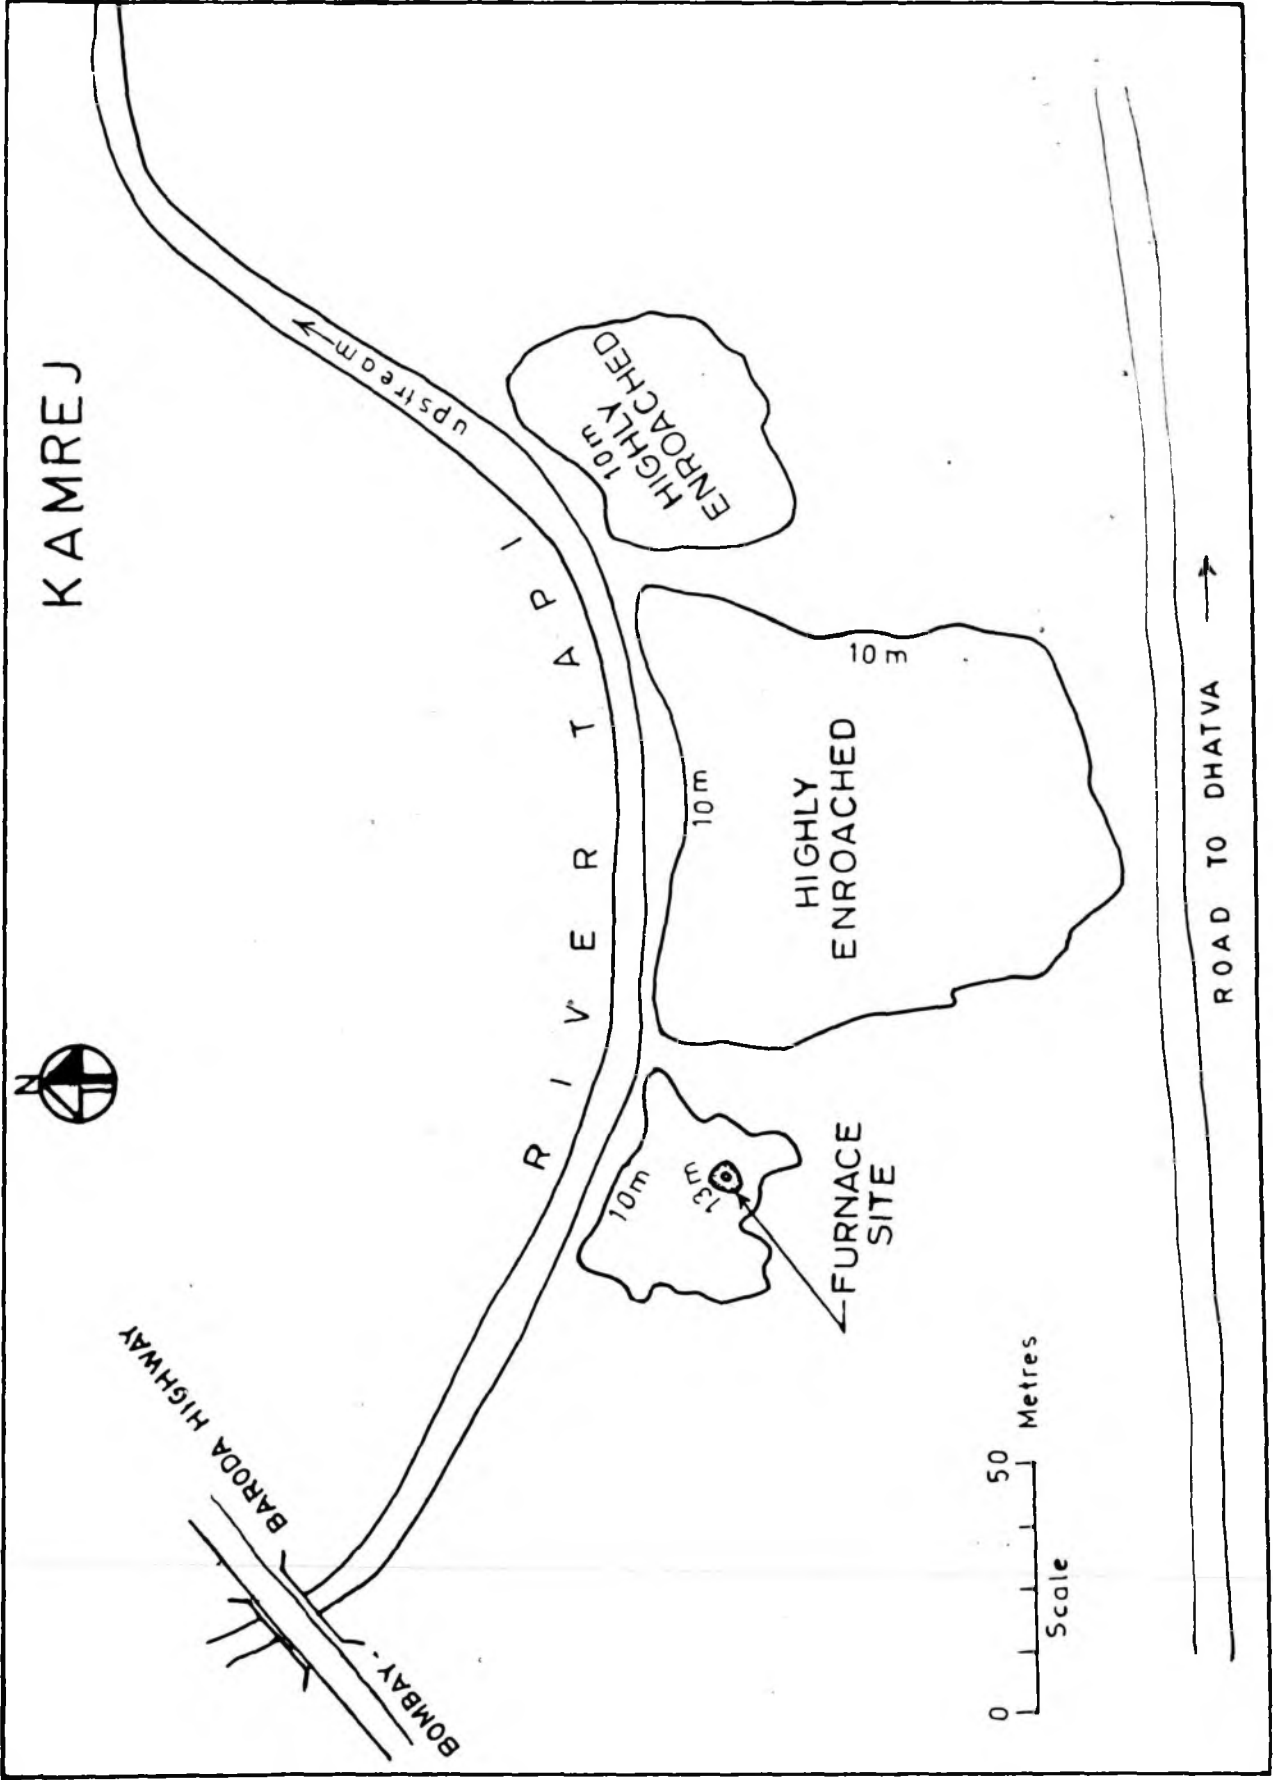 KAMREJ
N
BOMBAY - BARODA HIGHWAY
RIVER TAPI
upstream
10m
HIGHLY
ENROACHED
10m
10m
HIGHLY
ENROACHED
10m
13m
FURNACE
SITE
0 50 Metres
Scale
ROAD TO DHATVA